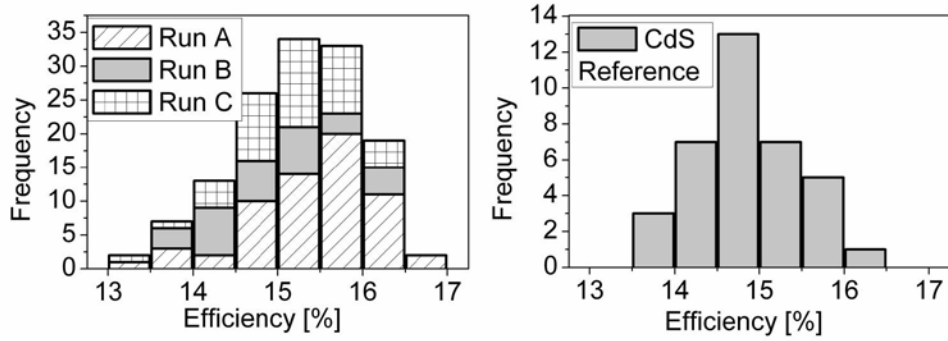 35
30
25
20
15
10
5
0
Frequency
Run A
Run B
Run C
13 14 15 16 17
Efficiency [%]
14
12
10
8
6
4
2
0
Frequency
CdS
Reference
13 14 15 16 17
Efficiency [%]